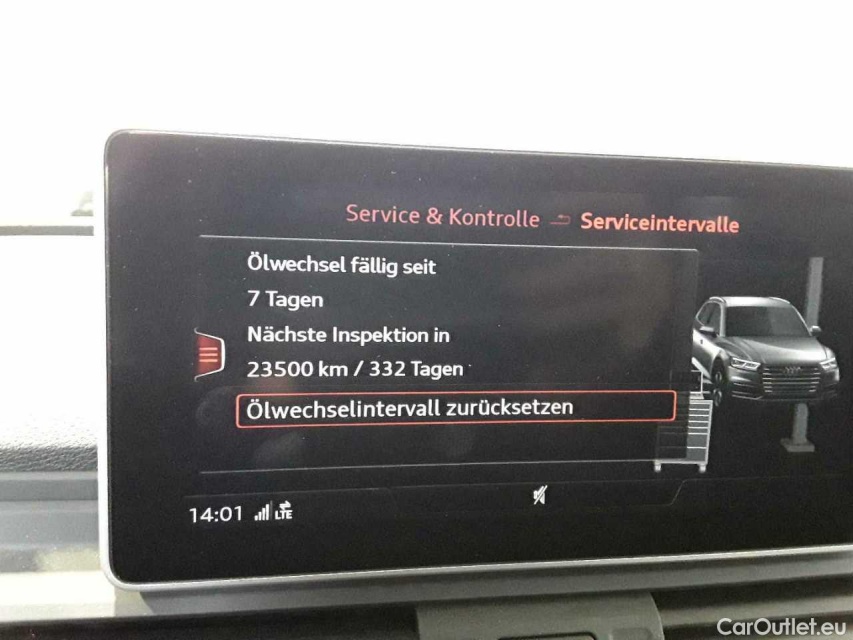 Service & Kontrolle Serviceintervalle
Ölwechsel fällig seit
7 Tagen
Nächste Inspektion in
23500 km / 332 Tagen
Ölwechselintervall zurücksetzen
14:01 LTE
CarOutlet.eu